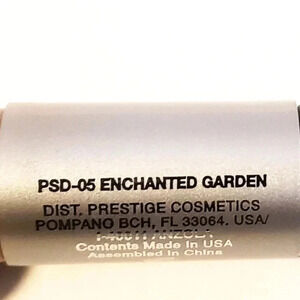 PSD-05 ENCHANTED GARDEN
DIST. PRESTIGE COSMETICS
POMPANO BCH, FL 33064. USA/
Contents Made In USA
Assembled in China